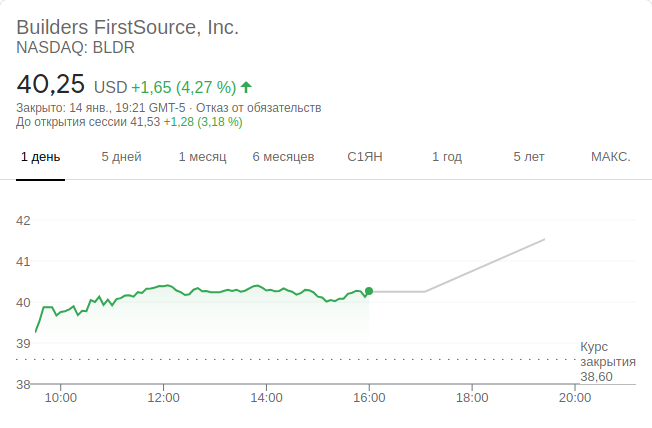 Builders FirstSource, Inc.
NASDAQ: BLDR
40,25 USD +1,65 (4,27 %)
Закрыто: 14 янв., 19:21 GMT-5 · Отказ от обязательств
До открытия сессии 41,53 +1,28 (3,18 %)
1 день 5 дней 1 месяц 6 месяцев С1ЯН 1 год 5 лет МАКС.
42
41
40
39
38
Курс
закрытия
38,60
10:00 12:00 14:00 16:00 18:00 20:00